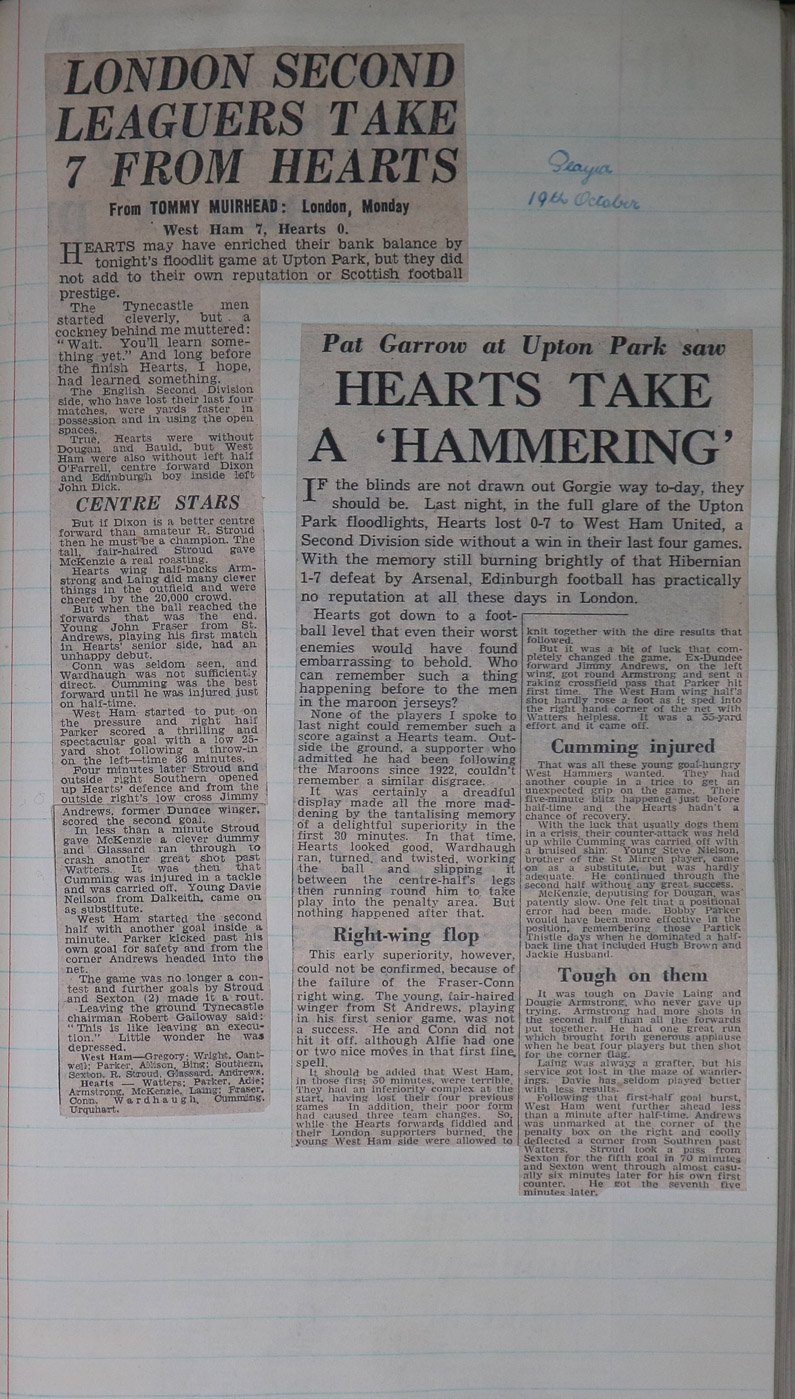 LONDON SECOND
LEAGUERS TAKE
7 FROM HEARTS
From TOMMY MUIRHEAD: London, Monday
West Ham 7, Hearts 0.
HEARTS may have enriched their bank balance by
tonight's floodlit game at Upton Park, but they did
not add to their own reputation or Scottish football
prestige.
The Tynecastle men
started cleverly, but a
cockney behind me muttered:
"Wait. You'll learn some-
thing yet." And long before
the finish Hearts, I hope,
had learned something.
The English Second Division
side, who have lost their last four
matches, were yards faster in
possession and in using the open
spaces.
True, Hearts were without
Dougan and Bauld, but West
Ham were also without left half
O'Farrell, centre forward Dixon
and Edinburgh boy inside left
John Dick.
CENTRE STARS
But if Dixon is a better centre
forward than amateur R. Stroud
then he must be a champion. The
tall, fair-haired Stroud gave
McKenzie a real roasting.
Hearts wing half-backs Arm-
strong and Laing did many clever
things in the outfield and were
cheered by the 20,000 crowd.
But when the ball reached the
forwards that was the end.
Young John Fraser from St.
Andrews, playing his first match
in Hearts' senior side, had an
unhappy debut.
Conn was seldom seen, and
Wardhaugh was not sufficiently
direct. Cumming was the best
forward until he was injured just
on half-time.
West Ham started to put on
the pressure and right half
Parker scored a thrilling and
spectacular goal with a low 25-
yard shot following a throw-in
on the left—time 36 minutes.
Four minutes later Stroud and
outside right Southern opened
up Hearts' defence and from the
outside right's low cross Jimmy
Andrews, former Dundee winger,
scored the second goal.
In less than a minute Stroud
gave McKenzie a clever dummy
and Glassard ran through to
crash another great shot past
Watters. It was then that
Cumming was injured in a tackle
and was carried off. Young Davie
Neilson from Dalkeith, came on
as substitute.
West Ham started the second
half with another goal inside a
minute. Parker kicked past his
own goal for safety and from the
corner Andrews headed into the
net.
The game was no longer a con-
test and further goals by Stroud
and Sexton (2) made it a rout.
Leaving the ground Tynecastle
chairman Robert Galloway said:
"This is like leaving an execu-
tion." Little wonder he was
depressed.
West Ham—Gregory; Wright, Cant-
well; Parker, Allison, Bing; Southern,
Sexton, R. Stroud, Glassard, Andrews.
Hearts — Watters; Parker, Adie;
Armstrong, McKenzie, Laing; Fraser,
Conn, Wardhaugh, Cumming,
Urquhart.
19th October
Pat Garrow at Upton Park saw
HEARTS TAKE
A 'HAMMERING'
IF the blinds are not drawn out Gorgie way to-day, they
should be. Last night, in the full glare of the Upton
Park floodlights, Hearts lost 0-7 to West Ham United, a
Second Division side without a win in their last four games.
With the memory still burning brightly of that Hibernian
1-7 defeat by Arsenal, Edinburgh football has practically
no reputation at all these days in London.
Hearts got down to a foot-
ball level that even their worst
enemies would have found
embarrassing to behold. Who
can remember such a thing
happening before to the men
in the maroon jerseys?
None of the players I spoke to
last night could remember such a
score against a Hearts team. Out-
side the ground, a supporter who
admitted he had been following
the Maroons since 1922, couldn't
remember a similar disgrace.
It was certainly a dreadful
display made all the more mad-
dening by the tantalising memory
of a delightful superiority in the
first 30 minutes. In that time,
Hearts looked good, Wardhaugh
ran, turned, and twisted, working
the ball and slipping it
between the centre-half's legs
then running round him to take
play into the penalty area. But
nothing happened after that.
Right-wing flop
This early superiority, however,
could not be confirmed, because of
the failure of the Fraser-Conn
right wing. The young, fair-haired
winger from St Andrews, playing
in his first senior game, was not
a success. He and Conn did not
hit it off, although Alfie had one
or two nice moves in that first fine
spell.
It should be added that West Ham,
in those first 30 minutes, were terrible.
They had an inferiority complex at the
start, having lost their four previous
games In addition, their poor form
had caused three team changes. So,
while the Hearts forwards fiddled and
their London supporters burned, the
young West Ham side were allowed to
knit together with the dire results that
followed.
But it was a bit of luck that com-
pletely changed the game. Ex-Dundee
forward Jimmy Andrews, on the left
wing, got round Armstrong and sent a
raking crossfield pass that Parker hit
first time. The West Ham wing half's
shot hardly rose a foot as it sped into
the right hand corner of the net with
Watters helpless. It was a 35-yard
effort and it came off.
Cumming injured
That was all these young goal-hungry
West Hammers wanted. They had
another couple in a trice to get an
unexpected grip on the game. Their
five-minute blitz happened just before
half-time and the Hearts hadn't a
chance of recovery.
With the luck that usually dogs them
in a crisis, their counter-attack was held
up while Cumming was carried off with
a bruised shin. Young Steve Nielson,
brother of the St Mirren player, came
on as a substitute, but was hardly
adequate. He continued through the
second half without any great success.
McKenzie, deputising for Dougan, was
patently slow. One felt that a positional
error had been made. Bobby Parker
would have been more effective in the
position, remembering those Partick
Thistle days when he dominated a half-
back line that included Hugh Brown and
Jackie Husband.
Tough on them
It was tough on Davie Laing and
Dougie Armstrong, who never gave up
trying. Armstrong had more shots in
the second half than all the forwards
put together. He had one great run
which brought forth generous applause
when he beat four players but then shot
for the corner flag.
Laing was always a grafter, but his
service got lost in the maze of wander-
ings. Davie has seldom played better
with less results.
Following that first-half goal burst,
West Ham went further ahead less
than a minute after half-time. Andrews
was unmarked at the corner of the
penalty box on the right and coolly
deflected a corner from Southren past
Watters. Stroud took a pass from
Sexton for the fifth goal in 70 minutes
and Sexton went through almost casu-
ally six minutes later for his own first
counter. He got the seventh five
minutes later.